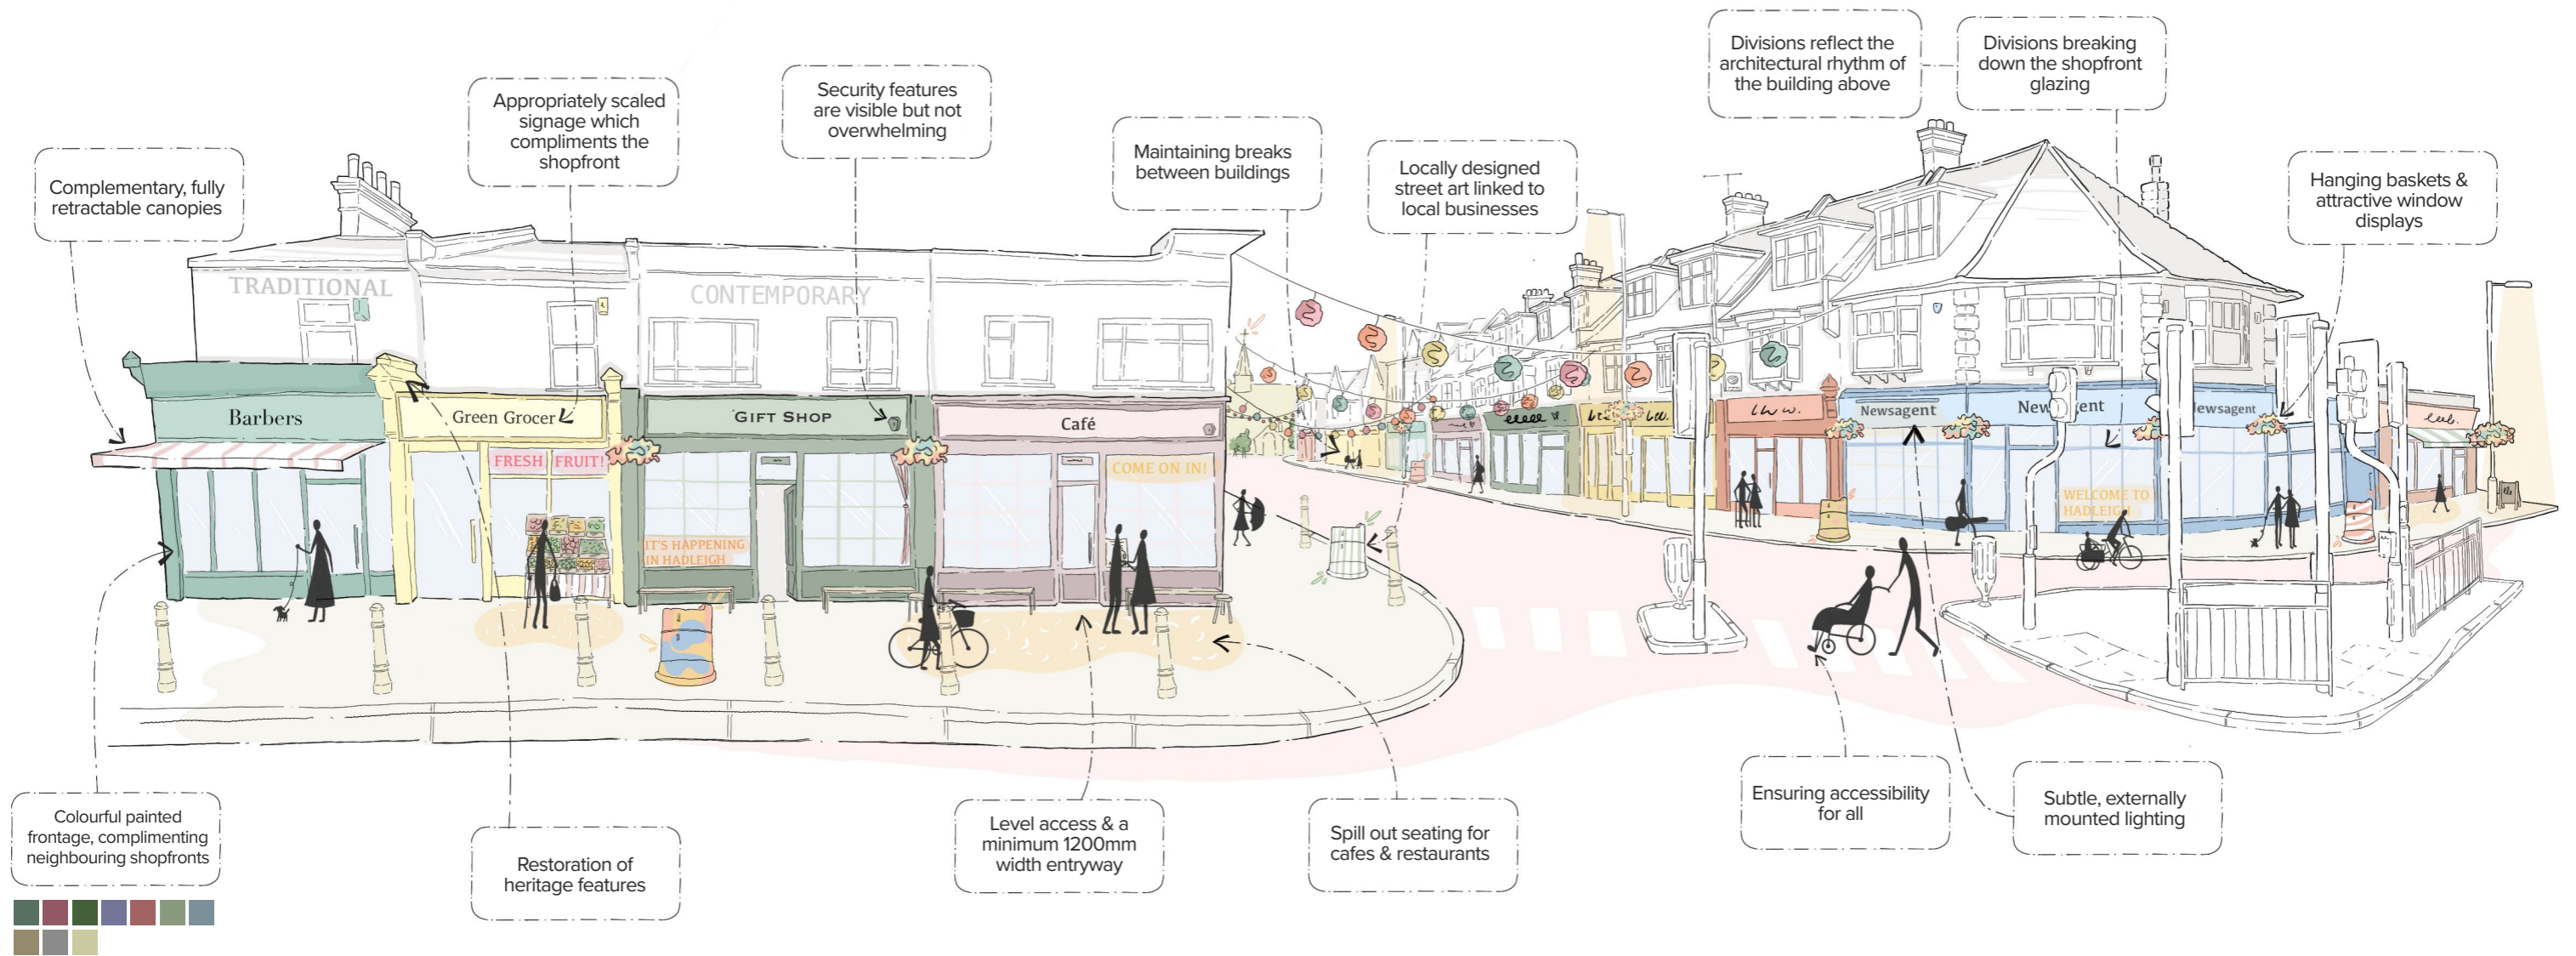 Divisions reflect the
architectural rhythm of
the building above
Divisions breaking
down the shopfront
glazing
Security features
are visible but not
overwhelming
Appropriately scaled
signage which
compliments the
shopfront
Maintaining breaks
between buildings
Locally designed
street art linked to
local businesses
Complementary, fully
retractable canopies
Hanging baskets &
attractive window
displays
TRADITIONAL
CONTEMPORARY
Barbers
Green Grocer
GIFT SHOP
Café
Newsagent
Newsagent
Newsagent
FRESH FRUIT!
COME ON IN!
IT'S HAPPENING
IN HADLEIGH
WELCOME TO
HADLEIGH
Colourful painted
frontage, complimenting
neighbouring shopfronts
Restoration of
heritage features
Level access & a
minimum 1200mm
width entryway
Spill out seating for
cafes & restaurants
Ensuring accessibility
for all
Subtle, externally
mounted lighting